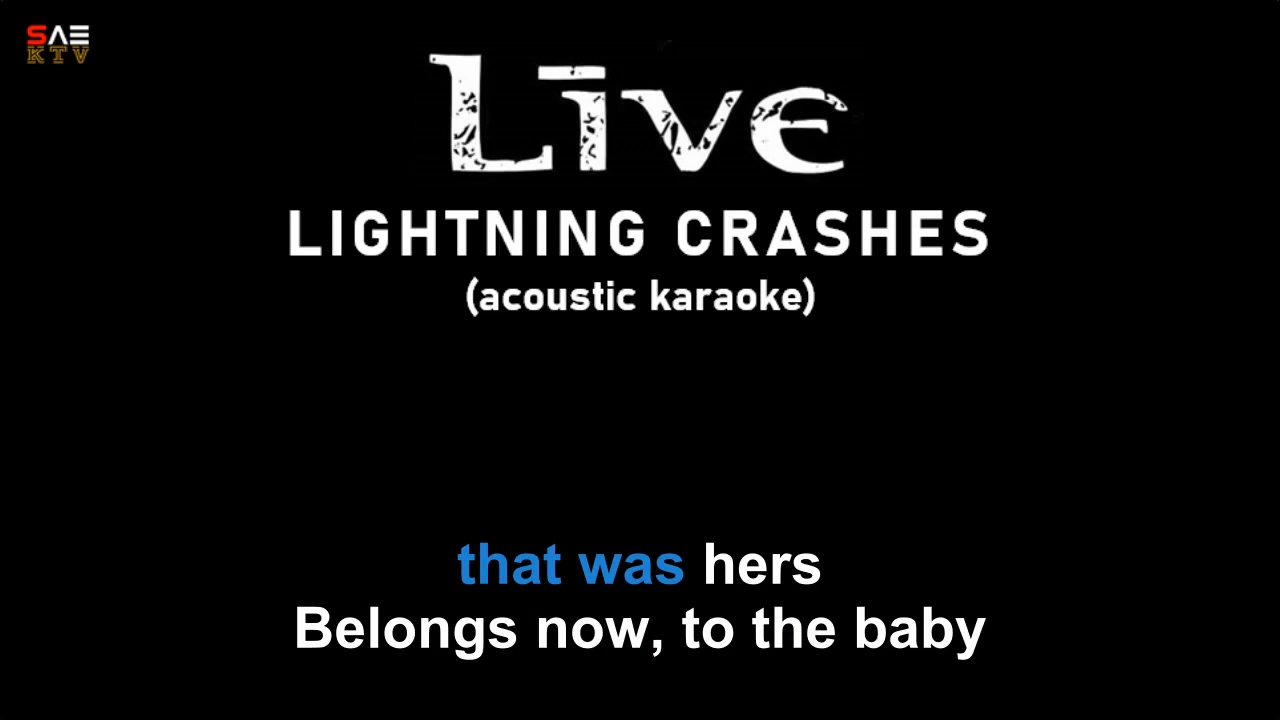 SAE
KTV
Live
LIGHTNING CRASHES
(acoustic karaoke)
that was hers
Belongs now, to the baby